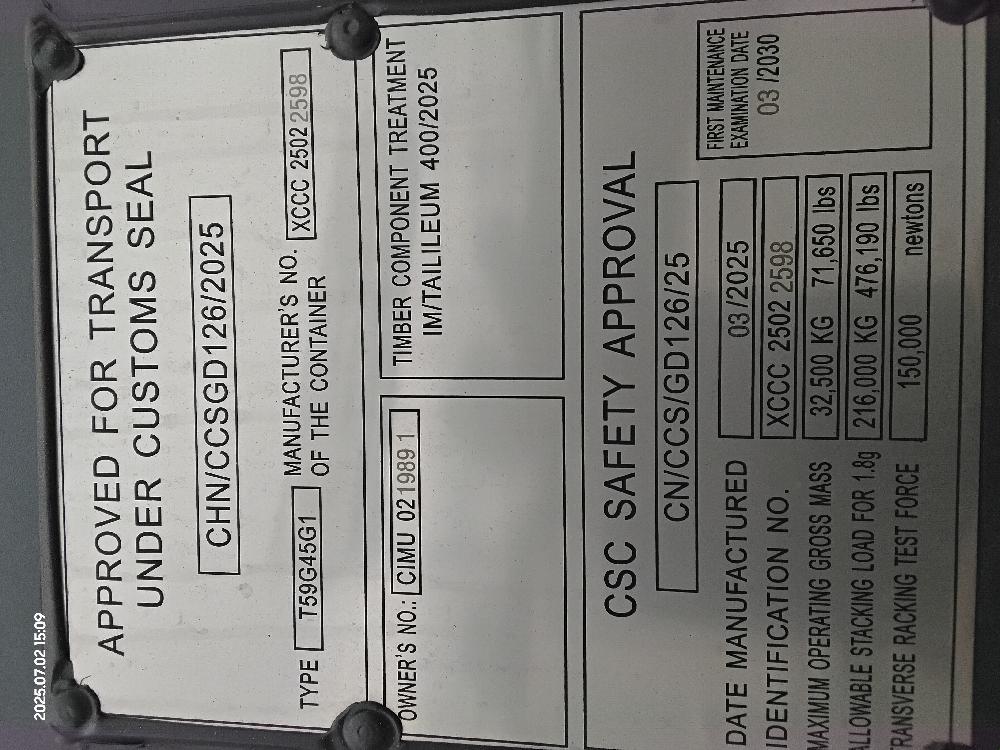 2025.07.02 15:09
APPROVED FOR TRANSPORT
UNDER CUSTOMS SEAL
CHN/CCSGD126/2025
TYPE T59G45G1 MANUFACTURER'S NO. OF THE CONTAINER XCCC 2502 2598
OWNER'S NO.: CIMU 021989 1
TIMBER COMPONENT TREATMENT
IM/TAILILEUM 400/2025
CSC SAFETY APPROVAL
CN/CCS/GD126/25
FIRST MAINTENANCE
EXAMINATION DATE
03 /2030
DATE MANUFACTURED 03 /2025
IDENTIFICATION NO. XCCC 2502 2598
MAXIMUM OPERATING GROSS MASS 32,500 KG 71,650 lbs
ALLOWABLE STACKING LOAD FOR 1.8g 216,000 KG 476,190 lbs
RANSVERSE RACKING TEST FORCE 150,000 newtons